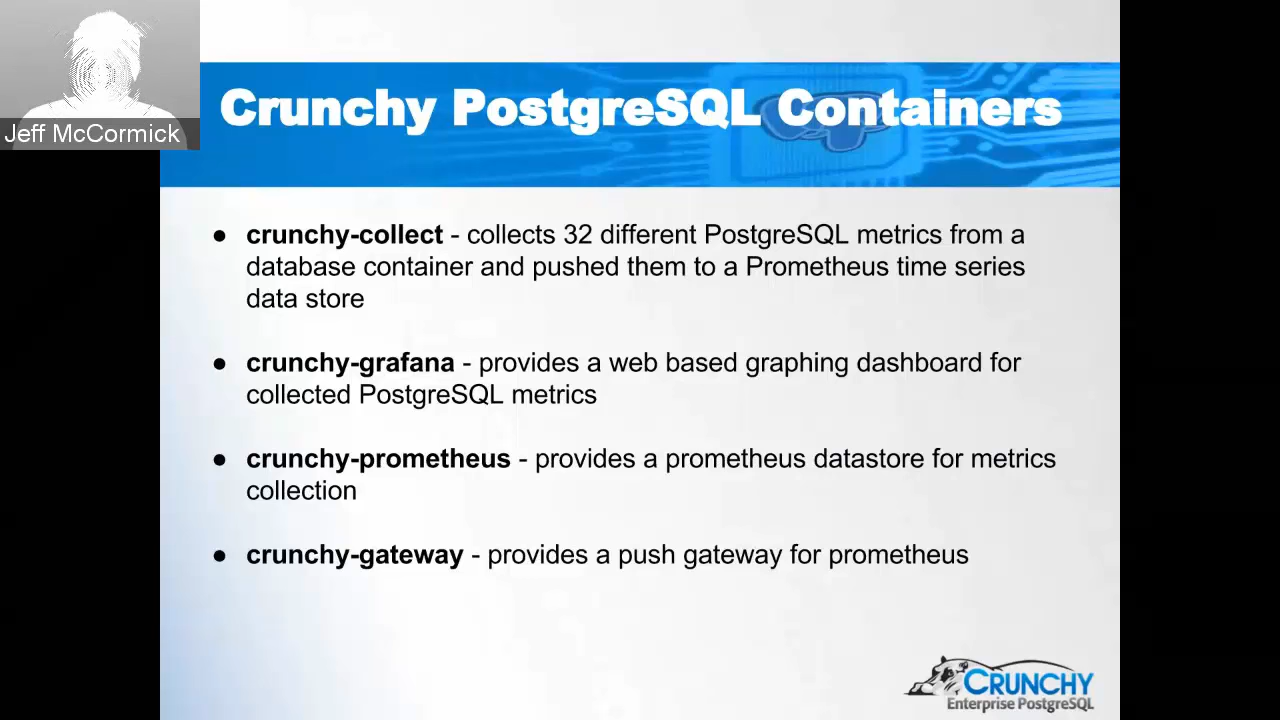 Jeff McCormick
Crunchy PostgreSQL Containers
● crunchy-collect - collects 32 different PostgreSQL metrics from a
database container and pushed them to a Prometheus time series
data store
● crunchy-grafana - provides a web based graphing dashboard for
collected PostgreSQL metrics
● crunchy-prometheus - provides a prometheus datastore for metrics
collection
● crunchy-gateway - provides a push gateway for prometheus
CRUNCHY
Enterprise PostgreSQL